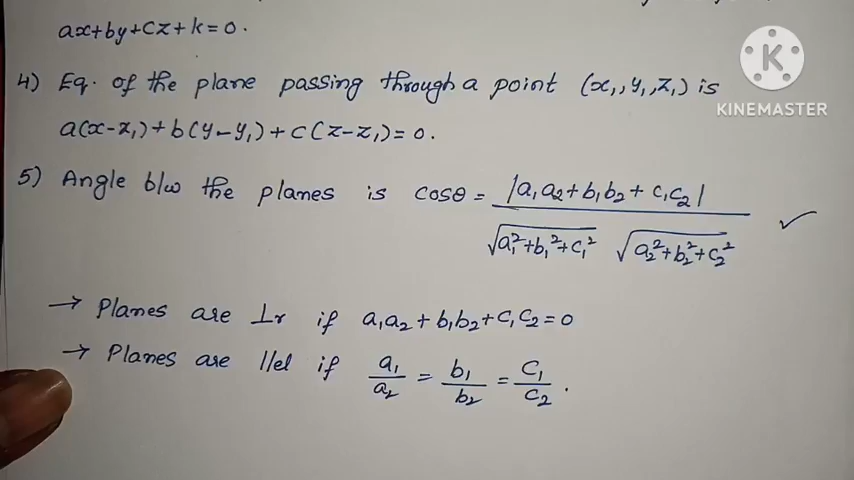 ax+by+cz+k=0.
4) Eq. of the plane passing through a point (x₁, y₁, z₁) is
a(x-x₁)+b(y-y₁)+c(z-z₁)=0.
5) Angle b/w the planes is cosθ = |a₁a₂+b₁b₂+c₁c₂| / √(a₁²+b₁²+c₁²) √(a₂²+b₂²+c₂²) ✓
→ Planes are ⊥r if a₁a₂+b₁b₂+c₁c₂=0
→ Planes are //el if a₁/a₂ = b₁/b₂ = c₁/c₂.
K
KINEMASTER